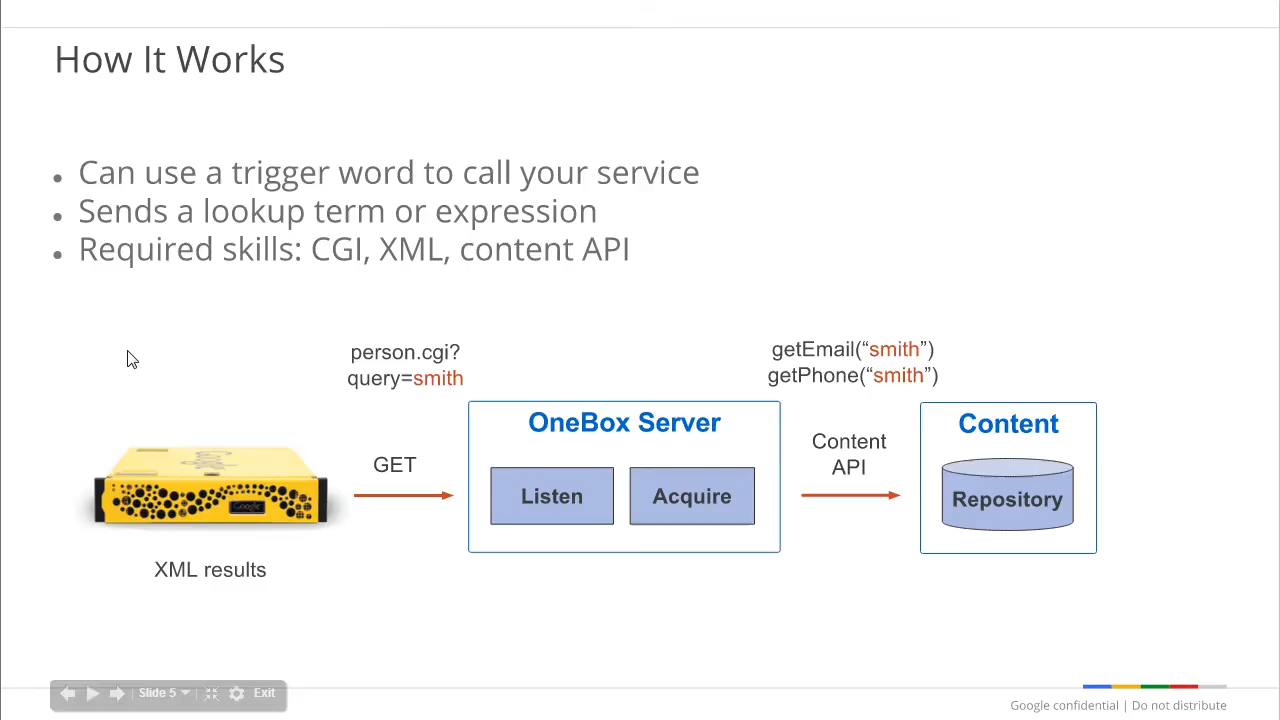 How It Works
Can use a trigger word to call your service
Sends a lookup term or expression
Required skills: CGI, XML, content API
person.cgi?
query=smith
getEmail(“smith”)
getPhone(“smith”)
GET
OneBox Server
Listen
Acquire
Content
API
Content
Repository
Google
Google
XML results
Slide 5
Exit
Google confidential | Do not distribute